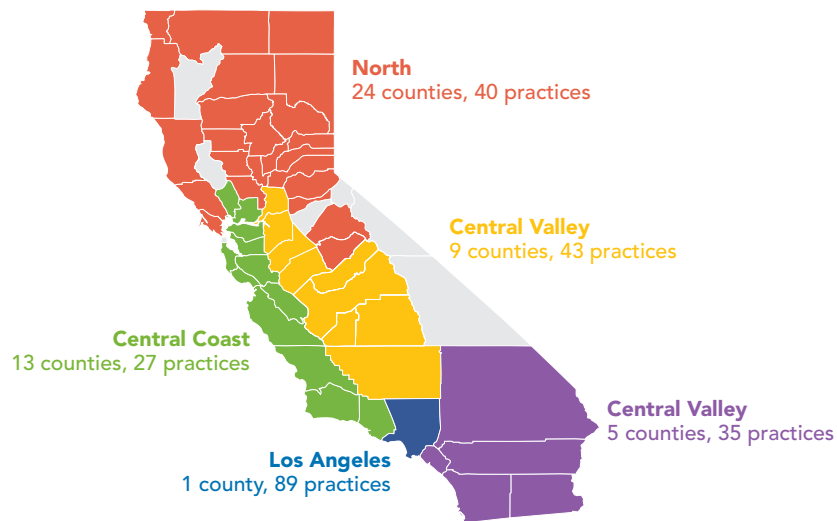 North
24 counties, 40 practices
Central Valley
9 counties, 43 practices
Central Coast
13 counties, 27 practices
Central Valley
5 counties, 35 practices
Los Angeles
1 county, 89 practices